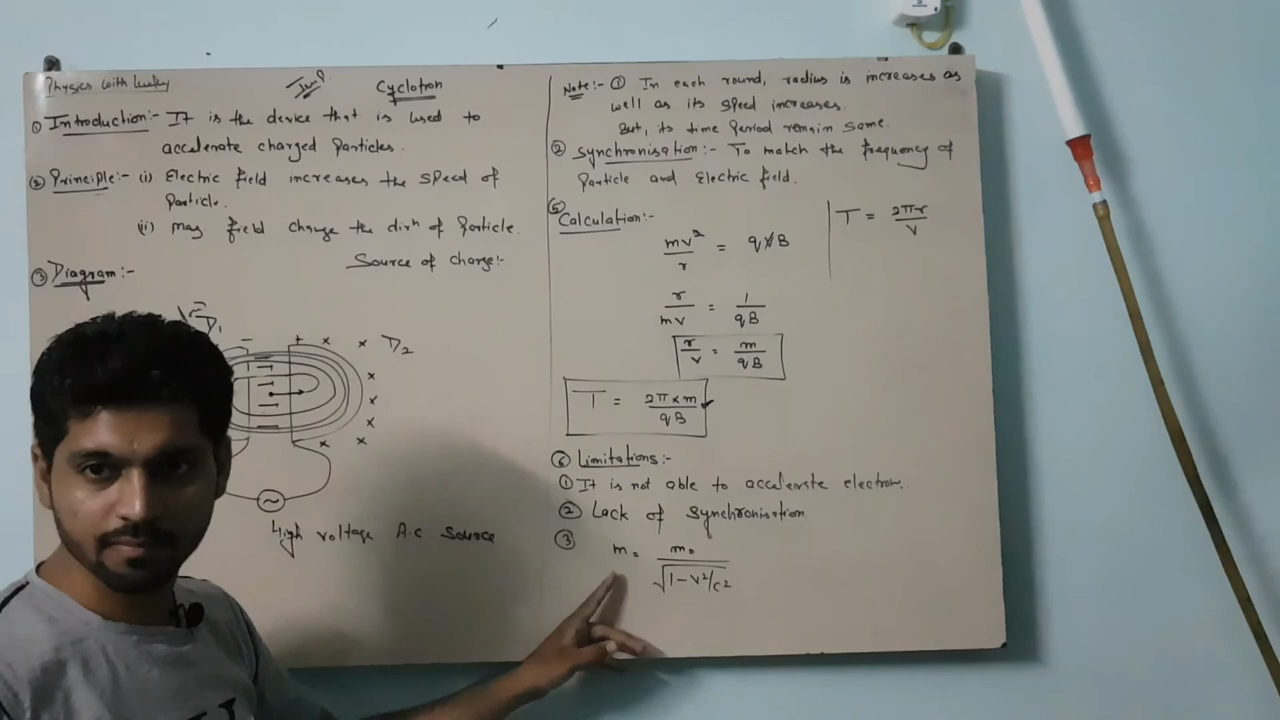 Physics with Lucky
Imp
Cyclotron
① Introduction:- It is the device that is used to
accelerate charged Particles.
② Principle:- (i) Electric field increases the speed of
Particle.
(ii) mag field change the dirn of Particle.
Source of charge:-
③ Diagram:-
D₁
- + × × D₂
×
×
×
× ×
~
High voltage A.C Source
Note:- ① In each round, radius is increases as
well as its speed increases.
But, its time Period remain same.
② Synchronisation:- To match the frequency of
Particle and Electric field.
⑤ Calculation:-
mv²/r = qvB
T = 2πr/v
r/mv = 1/qB
r/v = m/qB
T = 2π×m/qB
⑥ Limitations:-
① It is not able to accelerate electron.
② Lack of Synchronisation.
③ m = m₀/√1-v²/c²